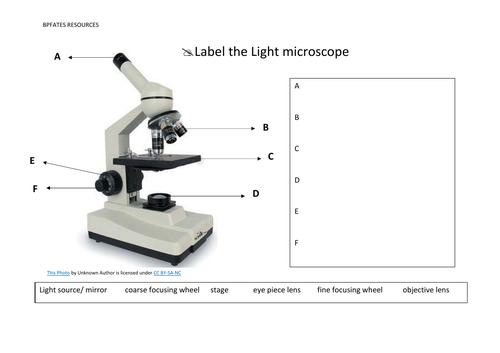 BPFATES RESOURCES
Label the Light microscope
A
B
C
D
E
F
A
B
C
D
E
F
This Photo by Unknown Author is licensed under CC BY-SA-NC
Light source/ mirror coarse focusing wheel stage eye piece lens fine focusing wheel objective lens